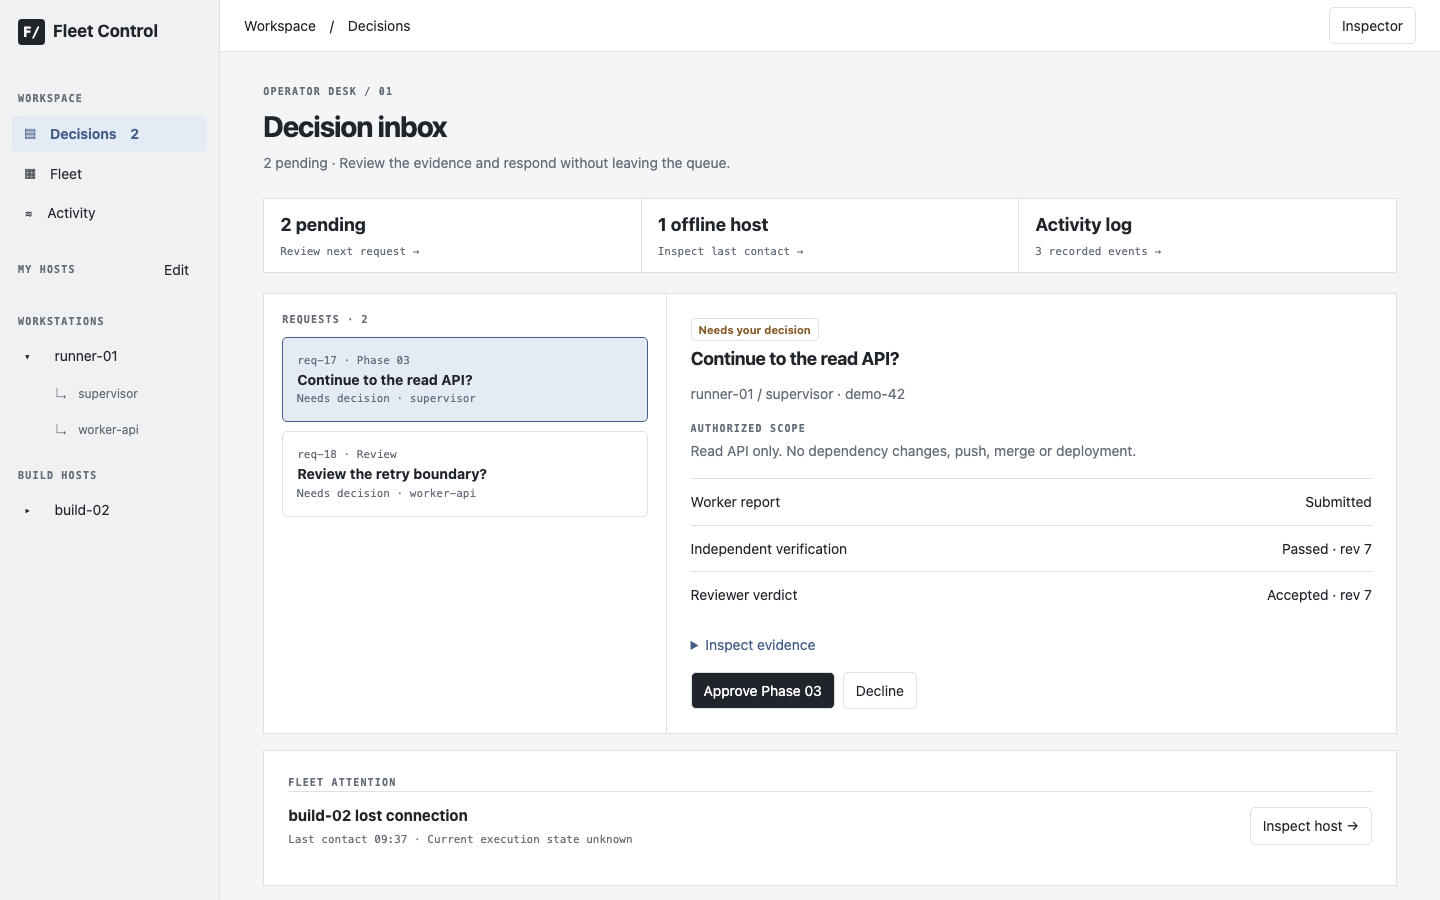 F/ Fleet Control
Workspace / Decisions
Inspector
WORKSPACE
Decisions 2
Fleet
Activity
MY HOSTS Edit
WORKSTATIONS
runner-01
supervisor
worker-api
BUILD HOSTS
build-02
OPERATOR DESK / 01
Decision inbox
2 pending · Review the evidence and respond without leaving the queue.
2 pending
Review next request →
1 offline host
Inspect last contact →
Activity log
3 recorded events →
REQUESTS · 2
req-17 · Phase 03
Continue to the read API?
Needs decision · supervisor
req-18 · Review
Review the retry boundary?
Needs decision · worker-api
Needs your decision
Continue to the read API?
runner-01 / supervisor · demo-42
AUTHORIZED SCOPE
Read API only. No dependency changes, push, merge or deployment.
Worker report Submitted
Independent verification Passed · rev 7
Reviewer verdict Accepted · rev 7
Inspect evidence
Approve Phase 03 Decline
FLEET ATTENTION
build-02 lost connection
Last contact 09:37 · Current execution state unknown
Inspect host →